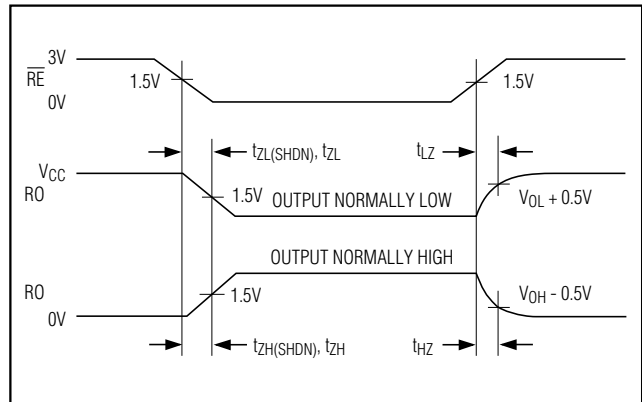 3V
R̅E̅
1.5V
1.5V
0V
tZL(SHDN), tZL
tLZ
VCC
RO
1.5V
OUTPUT NORMALLY LOW
VOL + 0.5V
OUTPUT NORMALLY HIGH
RO
1.5V
VOH - 0.5V
0V
tZH(SHDN), tZH
tHZ